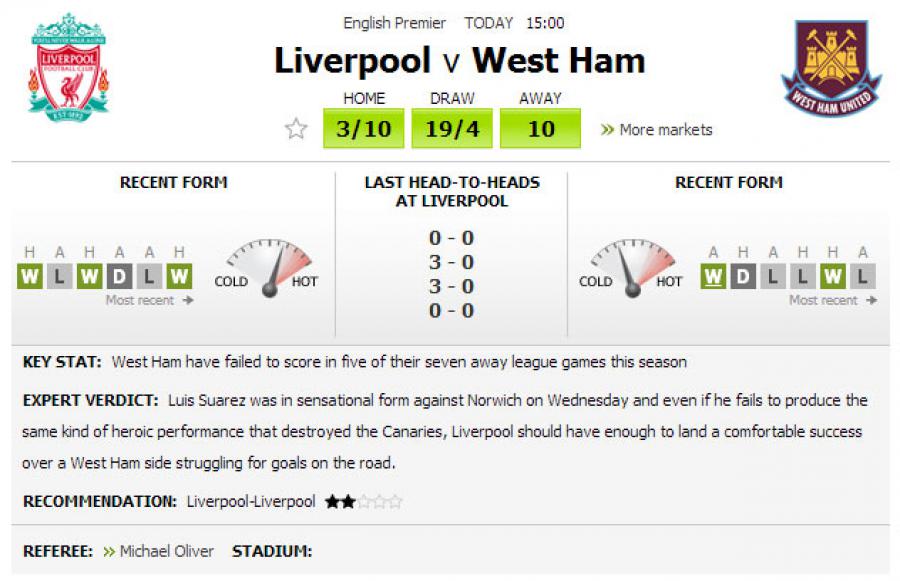 English Premier TODAY 15:00
Liverpool v West Ham
HOME DRAW AWAY
3/10 19/4 10 » More markets
YOU'LL NEVER WALK ALONE
LIVERPOOL
FOOTBALL CLUB
EST·1892
WEST HAM UNITED
RECENT FORM
H A H A A H
W L W D L W
Most recent →
COLD HOT
LAST HEAD-TO-HEADS
AT LIVERPOOL
0 - 0
3 - 0
3 - 0
0 - 0
RECENT FORM
COLD HOT
A H A H H A
W D L L W L
Most recent →
KEY STAT: West Ham have failed to score in five of their seven away league games this season
EXPERT VERDICT: Luis Suarez was in sensational form against Norwich on Wednesday and even if he fails to produce the
same kind of heroic performance that destroyed the Canaries, Liverpool should have enough to land a comfortable success
over a West Ham side struggling for goals on the road.
RECOMMENDATION: Liverpool-Liverpool ★★☆☆☆
REFEREE: » Michael Oliver STADIUM: